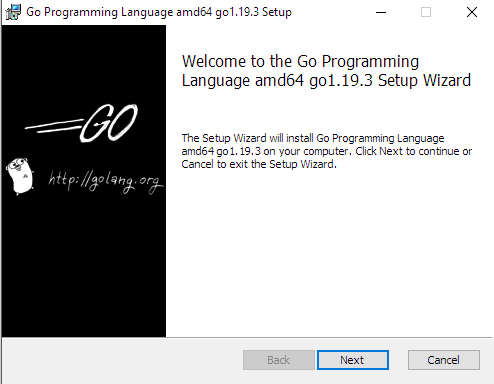 Go Programming Language amd64 go1.19.3 Setup
Welcome to the Go Programming
Language amd64 go1.19.3 Setup Wizard
GO
http://golang.org
The Setup Wizard will install Go Programming Language
amd64 go1.19.3 on your computer. Click Next to continue or
Cancel to exit the Setup Wizard.
Back
Next
Cancel